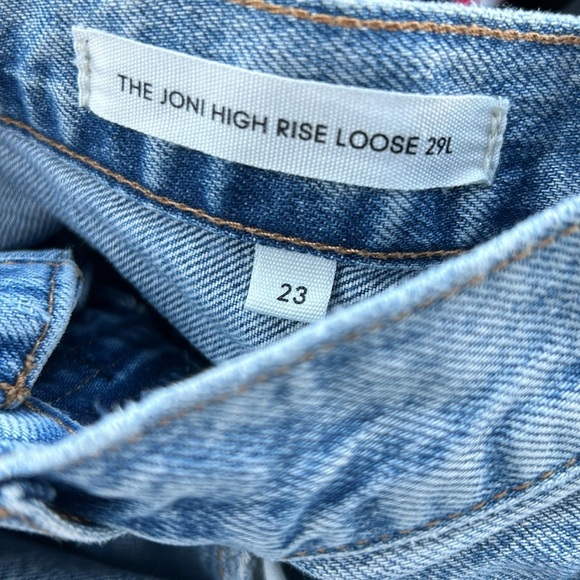 THE JONI HIGH RISE LOOSE 29L
23